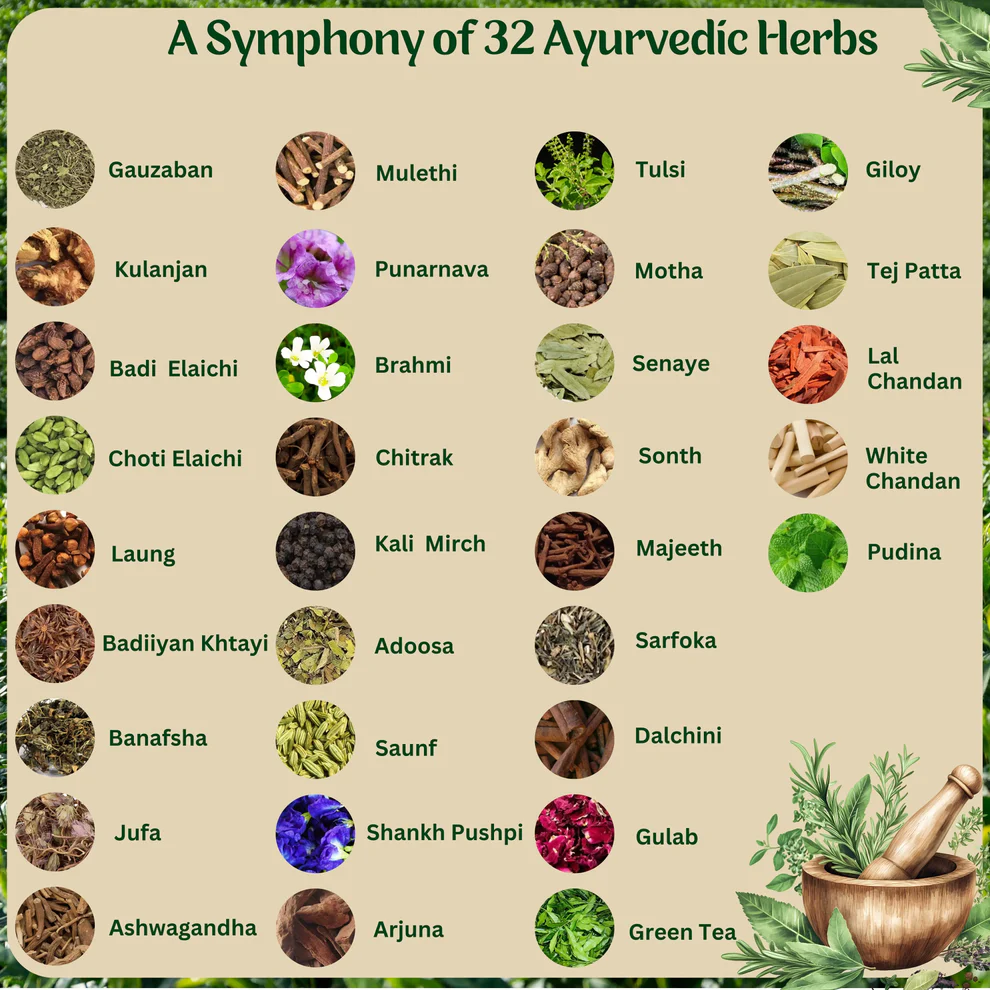 A Symphony of 32 Ayurvedic Herbs
Gauzaban
Mulethi
Tulsi
Giloy
Kulanjan
Punarnava
Motha
Tej Patta
Badi Elaichi
Brahmi
Senaye
Lal
Chandan
Choti Elaichi
Chitrak
Sonth
White
Chandan
Laung
Kali Mirch
Majeeth
Pudina
Badiiyan Khtayi
Adoosa
Sarfoka
Banafsha
Saunf
Dalchini
Jufa
Shankh Pushpi
Gulab
Ashwagandha
Arjuna
Green Tea